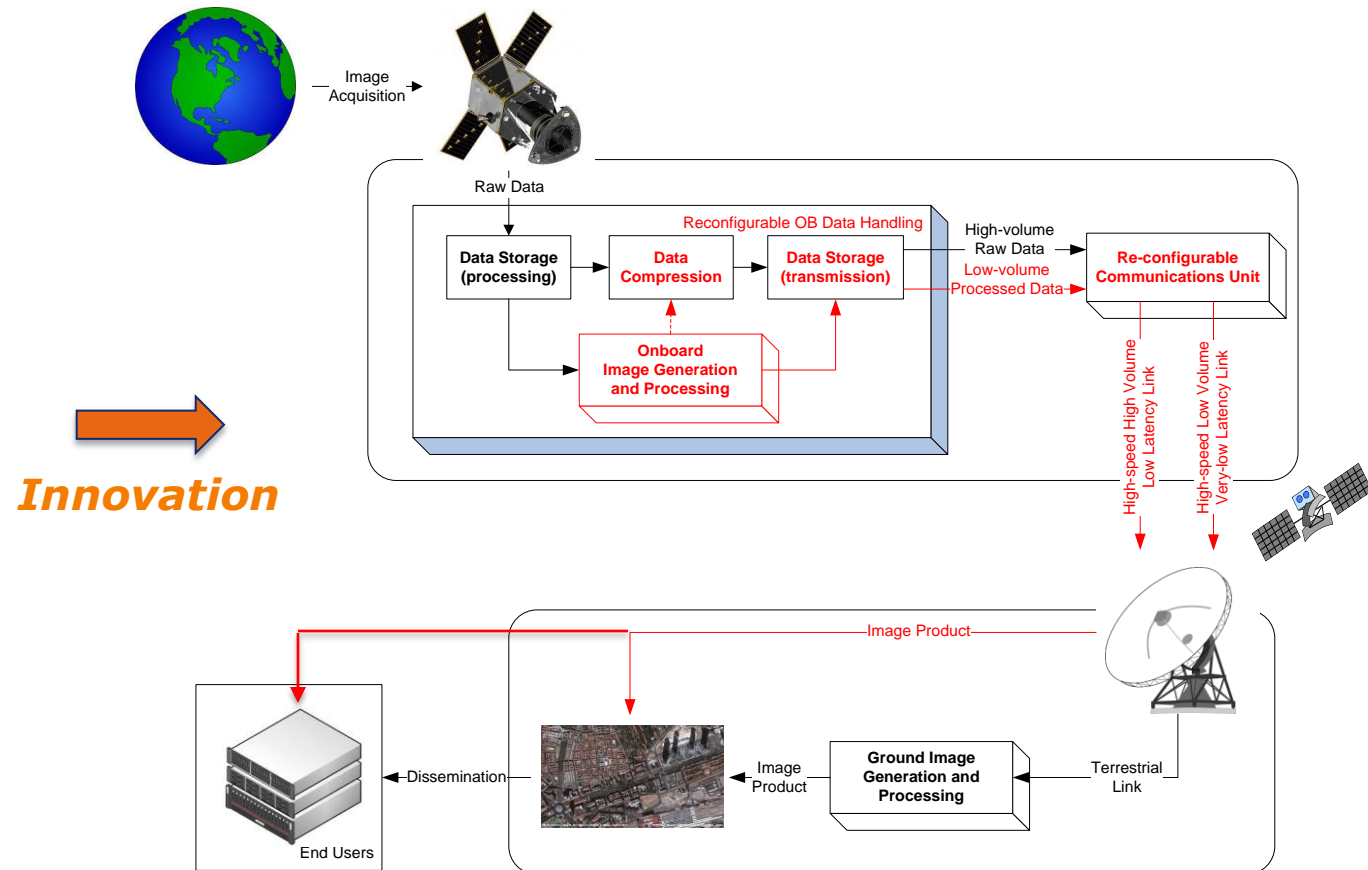 Image
Acquisition
Raw Data
Reconfigurable OB Data Handling
Data Storage
(processing)
Data
Compression
Data Storage
(transmission)
High-volume
Raw Data
Low-volume
Processed Data
Re-configurable
Communications Unit
Onboard
Image Generation
and Processing
High-speed High Volume
Low Latency Link
High-speed Low Volume
Very-low Latency Link
Innovation
Image Product
Ground Image
Generation and
Processing
Image
Product
Terrestrial
Link
Dissemination
End Users